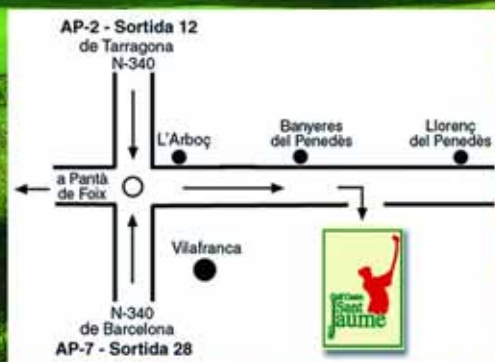 AP-2 - Sortida 12
de Tarragona
N-340
L'Arboç
Banyeres
del Penedès
Llorenç
del Penedès
a Pantà
de Foix
Vilafranca
N-340
de Barcelona
AP-7 - Sortida 28
Sant
Jaume